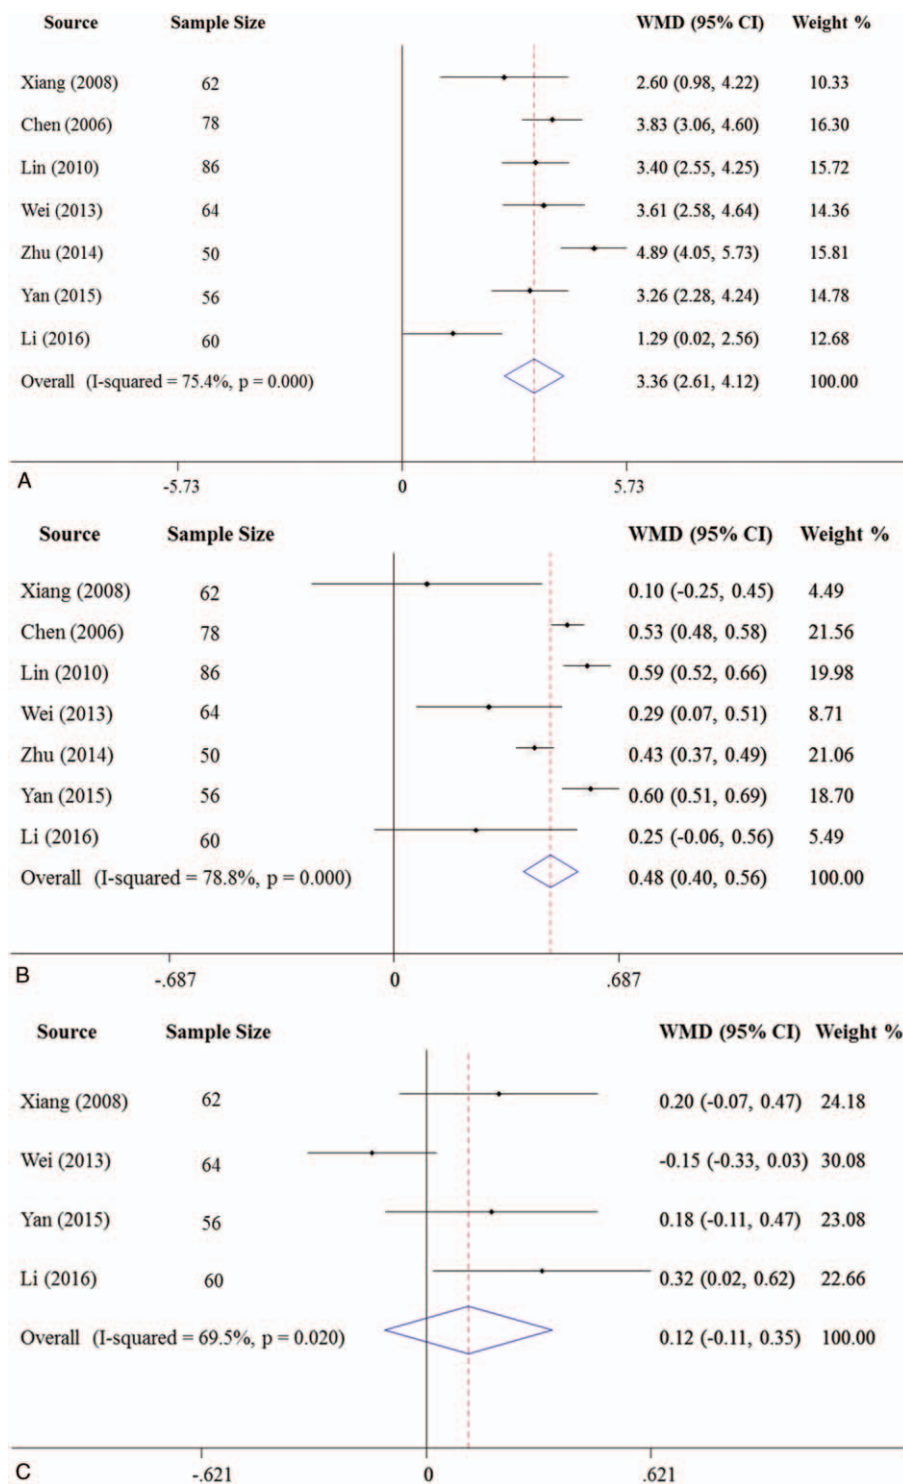 Source Sample Size WMD (95% CI) Weight %
Xiang (2008) 62 2.60 (0.98, 4.22) 10.33
Chen (2006) 78 3.83 (3.06, 4.60) 16.30
Lin (2010) 86 3.40 (2.55, 4.25) 15.72
Wei (2013) 64 3.61 (2.58, 4.64) 14.36
Zhu (2014) 50 4.89 (4.05, 5.73) 15.81
Yan (2015) 56 3.26 (2.28, 4.24) 14.78
Li (2016) 60 1.29 (0.02, 2.56) 12.68
Overall (I-squared = 75.4%, p = 0.000) 3.36 (2.61, 4.12) 100.00
A
-5.73 0 5.73
Source Sample Size WMD (95% CI) Weight %
Xiang (2008) 62 0.10 (-0.25, 0.45) 4.49
Chen (2006) 78 0.53 (0.48, 0.58) 21.56
Lin (2010) 86 0.59 (0.52, 0.66) 19.98
Wei (2013) 64 0.29 (0.07, 0.51) 8.71
Zhu (2014) 50 0.43 (0.37, 0.49) 21.06
Yan (2015) 56 0.60 (0.51, 0.69) 18.70
Li (2016) 60 0.25 (-0.06, 0.56) 5.49
Overall (I-squared = 78.8%, p = 0.000) 0.48 (0.40, 0.56) 100.00
B
-.687 0 .687
Source Sample Size WMD (95% CI) Weight %
Xiang (2008) 62 0.20 (-0.07, 0.47) 24.18
Wei (2013) 64 -0.15 (-0.33, 0.03) 30.08
Yan (2015) 56 0.18 (-0.11, 0.47) 23.08
Li (2016) 60 0.32 (0.02, 0.62) 22.66
Overall (I-squared = 69.5%, p = 0.020) 0.12 (-0.11, 0.35) 100.00
C
-.621 0 .621